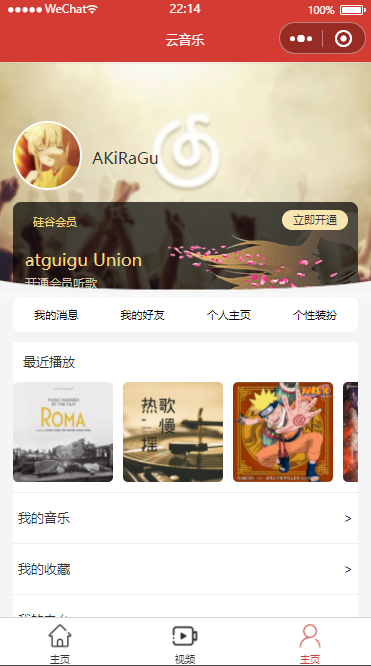 WeChat
22:14
100%
云音乐
AKiRaGu
硅谷会员
立即开通
atguigu Union
开通会员听歌
我的消息
我的好友
个人主页
个性装扮
最近播放
ROMA
热歌
慢
摇
我的音乐
>
我的收藏
>
主页
视频
主页